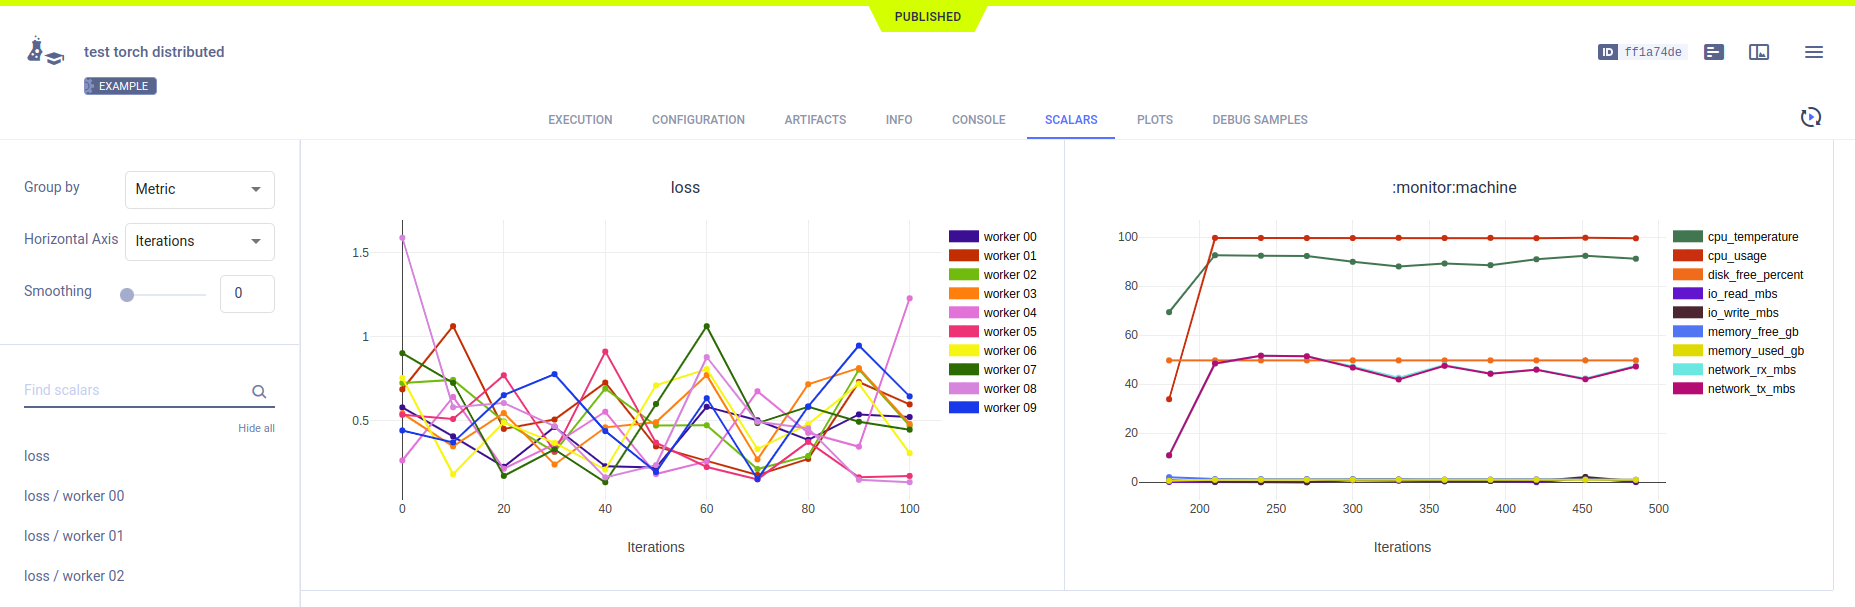 PUBLISHED
test torch distributed
ID ff1a74de
EXAMPLE
EXECUTION CONFIGURATION ARTIFACTS INFO CONSOLE SCALARS PLOTS DEBUG SAMPLES
Group by Metric
Horizontal Axis Iterations
Smoothing 0
Find scalars
Hide all
loss
loss / worker 00
loss / worker 01
loss / worker 02
loss
1.5
1
0.5
0 20 40 60 80 100
Iterations
worker 00
worker 01
worker 02
worker 03
worker 04
worker 05
worker 06
worker 07
worker 08
worker 09
:monitor:machine
100
80
60
40
20
0
200 250 300 350 400 450 500
Iterations
cpu_temperature
cpu_usage
disk_free_percent
io_read_mbs
io_write_mbs
memory_free_gb
memory_used_gb
network_rx_mbs
network_tx_mbs